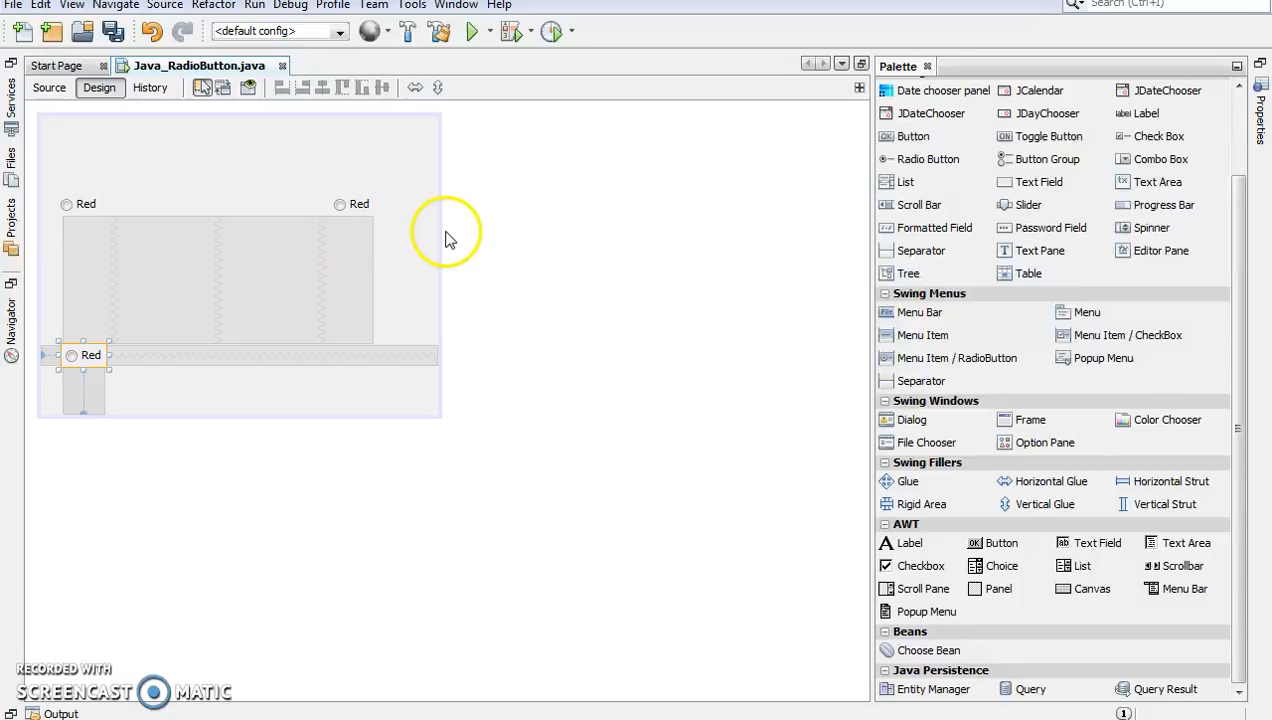 File Edit View Navigate Source Refactor Run Debug Profile Team Tools Window Help
Search (Ctrl+I)
<default config>
Start Page Java_RadioButton.java
Palette
Source Design History
Date chooser panel JCalendar JDateChooser
JDateChooser JDayChooser Label
Button Toggle Button Check Box
Radio Button Button Group Combo Box
List Text Field Text Area
Scroll Bar Slider Progress Bar
Formatted Field Password Field Spinner
Separator Text Pane Editor Pane
Tree Table
Swing Menus
Menu Bar Menu
Menu Item Menu Item / CheckBox
Menu Item / RadioButton Popup Menu
Separator
Swing Windows
Dialog Frame Color Chooser
File Chooser Option Pane
Swing Fillers
Glue Horizontal Glue Horizontal Strut
Rigid Area Vertical Glue Vertical Strut
AWT
Label Button Text Field Text Area
Checkbox Choice List Scrollbar
Scroll Pane Panel Canvas Menu Bar
Popup Menu
Beans
Choose Bean
Java Persistence
Entity Manager Query Query Result
Red Red
Red
Services
Files
Projects
Navigator
Properties
RECORDED WITH
SCREENCAST MATIC
Output
1